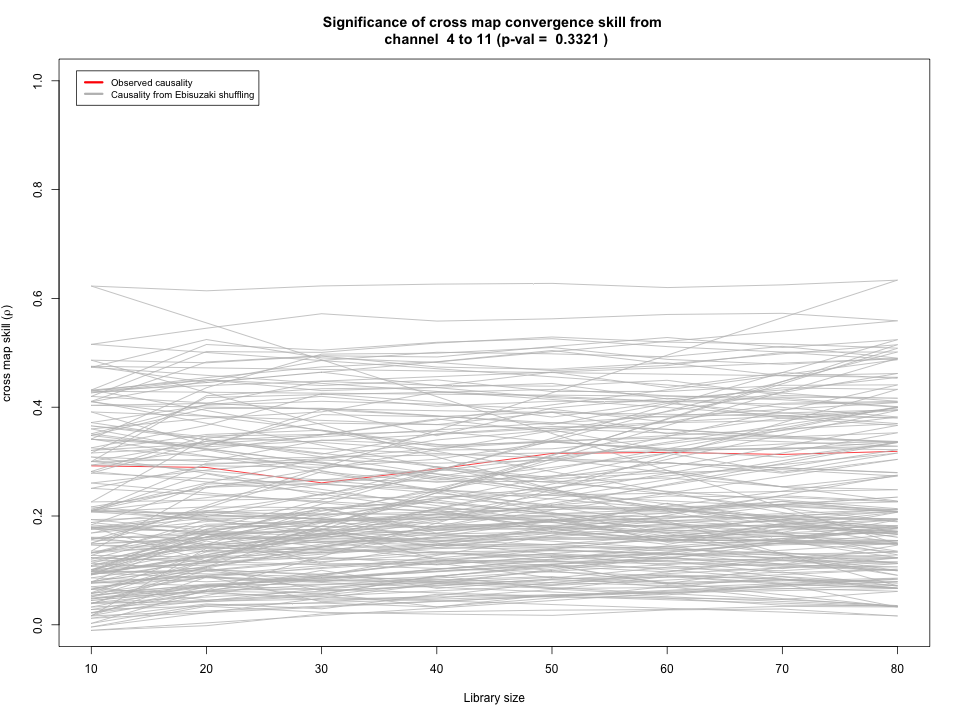 Significance of cross map convergence skill from
channel 4 to 11 (p-val = 0.3321 )
Observed causality
Causality from Ebisuzaki shuffling
cross map skill (ρ)
1.0
0.8
0.6
0.4
0.2
0.0
10 20 30 40 50 60 70 80
Library size